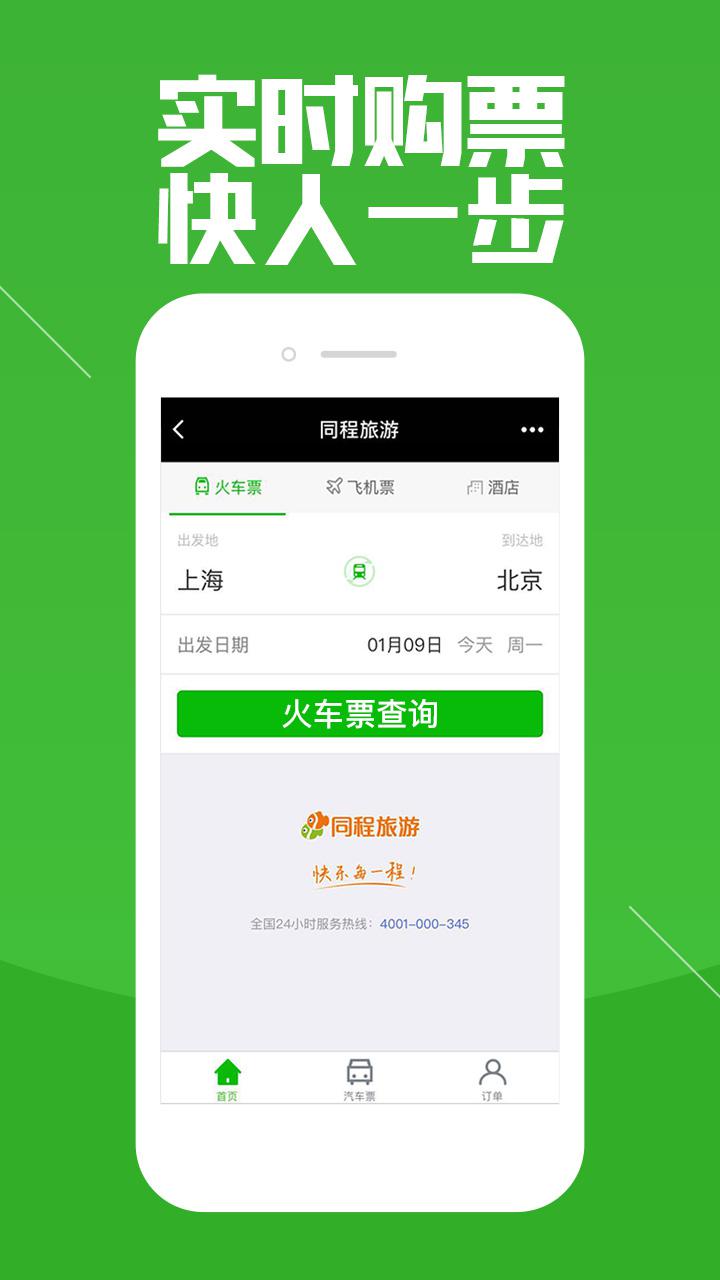 实时购票
快人一步
同程旅游
火车票 飞机票 酒店
出发地 到达地
上海 北京
出发日期 01月09日 今天 周一
火车票查询
同程旅游
快乐每一程!
全国24小时服务热线: 4001-000-345
首页 汽车票 订单